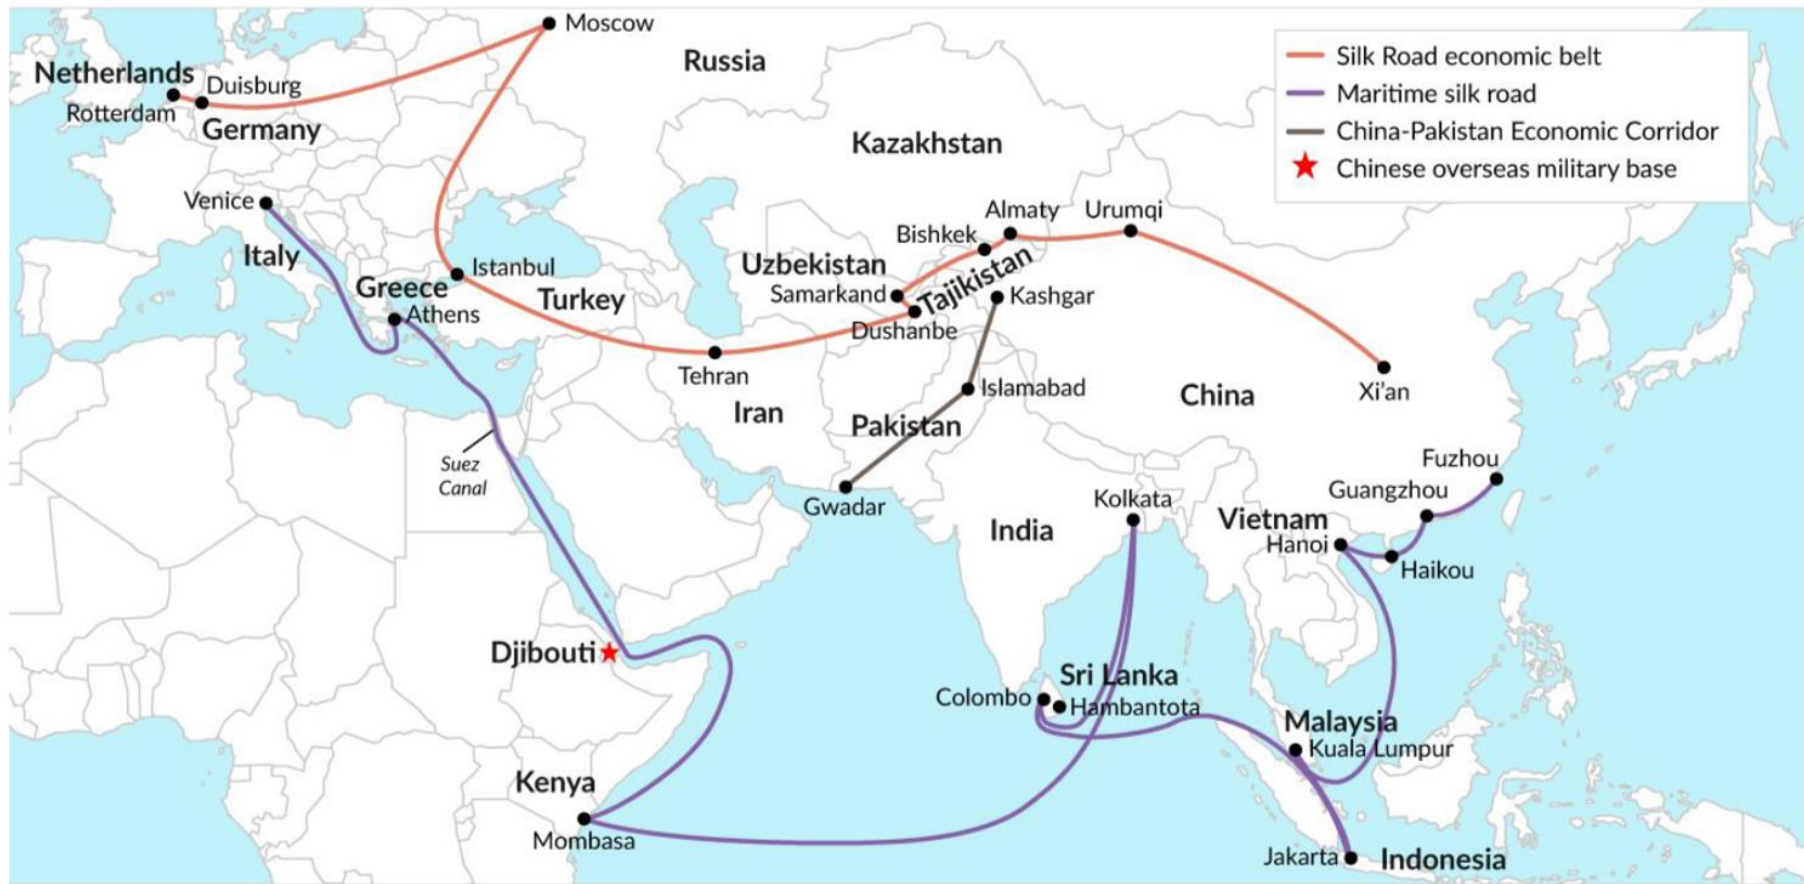 Moscow
Russia
Silk Road economic belt
Maritime silk road
China-Pakistan Economic Corridor
Chinese overseas military base
Netherlands
Duisburg
Rotterdam
Germany
Kazakhstan
Venice
Italy
Almaty
Urumqi
Bishkek
Uzbekistan
Samarkand
Tajikistan
Kashgar
Dushanbe
Istanbul
Greece
Turkey
Athens
Tehran
Iran
Islamabad
Pakistan
China
Xi'an
Suez
Canal
Gwadar
Fuzhou
Guangzhou
Kolkata
India
Vietnam
Hanoi
Haikou
Djibouti
Sri Lanka
Colombo
Hambantota
Malaysia
Kuala Lumpur
Kenya
Mombasa
Jakarta
Indonesia